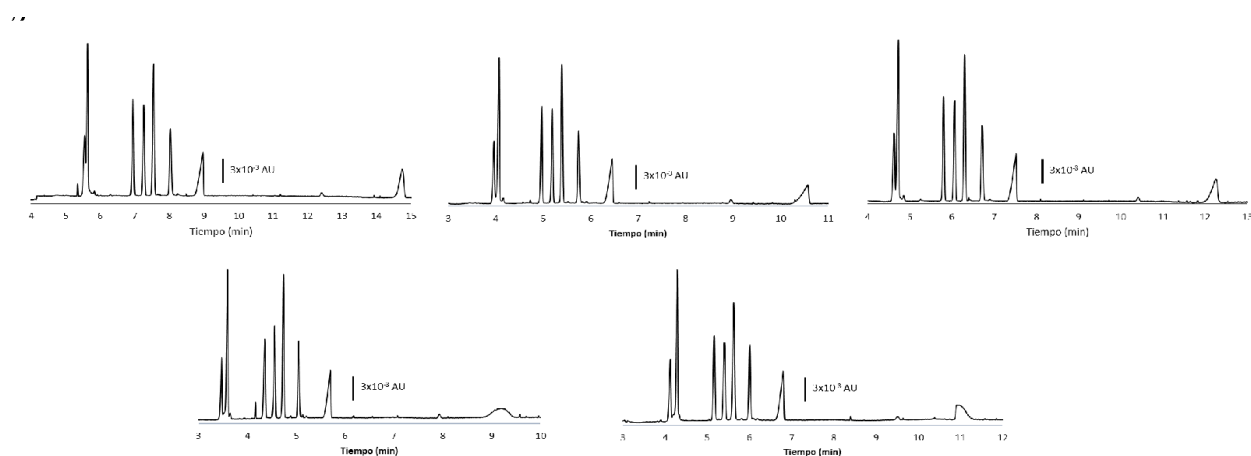 3x10⁻³ AU
4 5 6 7 8 9 10 11 12 13 14 15
Tiempo (min)
3x10⁻³ AU
3 4 5 6 7 8 9 10 11
Tiempo (min)
3x10⁻³ AU
4 5 6 7 8 9 10 11 12 13
Tiempo (min)
3x10⁻³ AU
3 4 5 6 7 8 9 10
Tiempo (min)
3x10⁻³ AU
3 4 5 6 7 8 9 10 11 12
Tiempo (min)